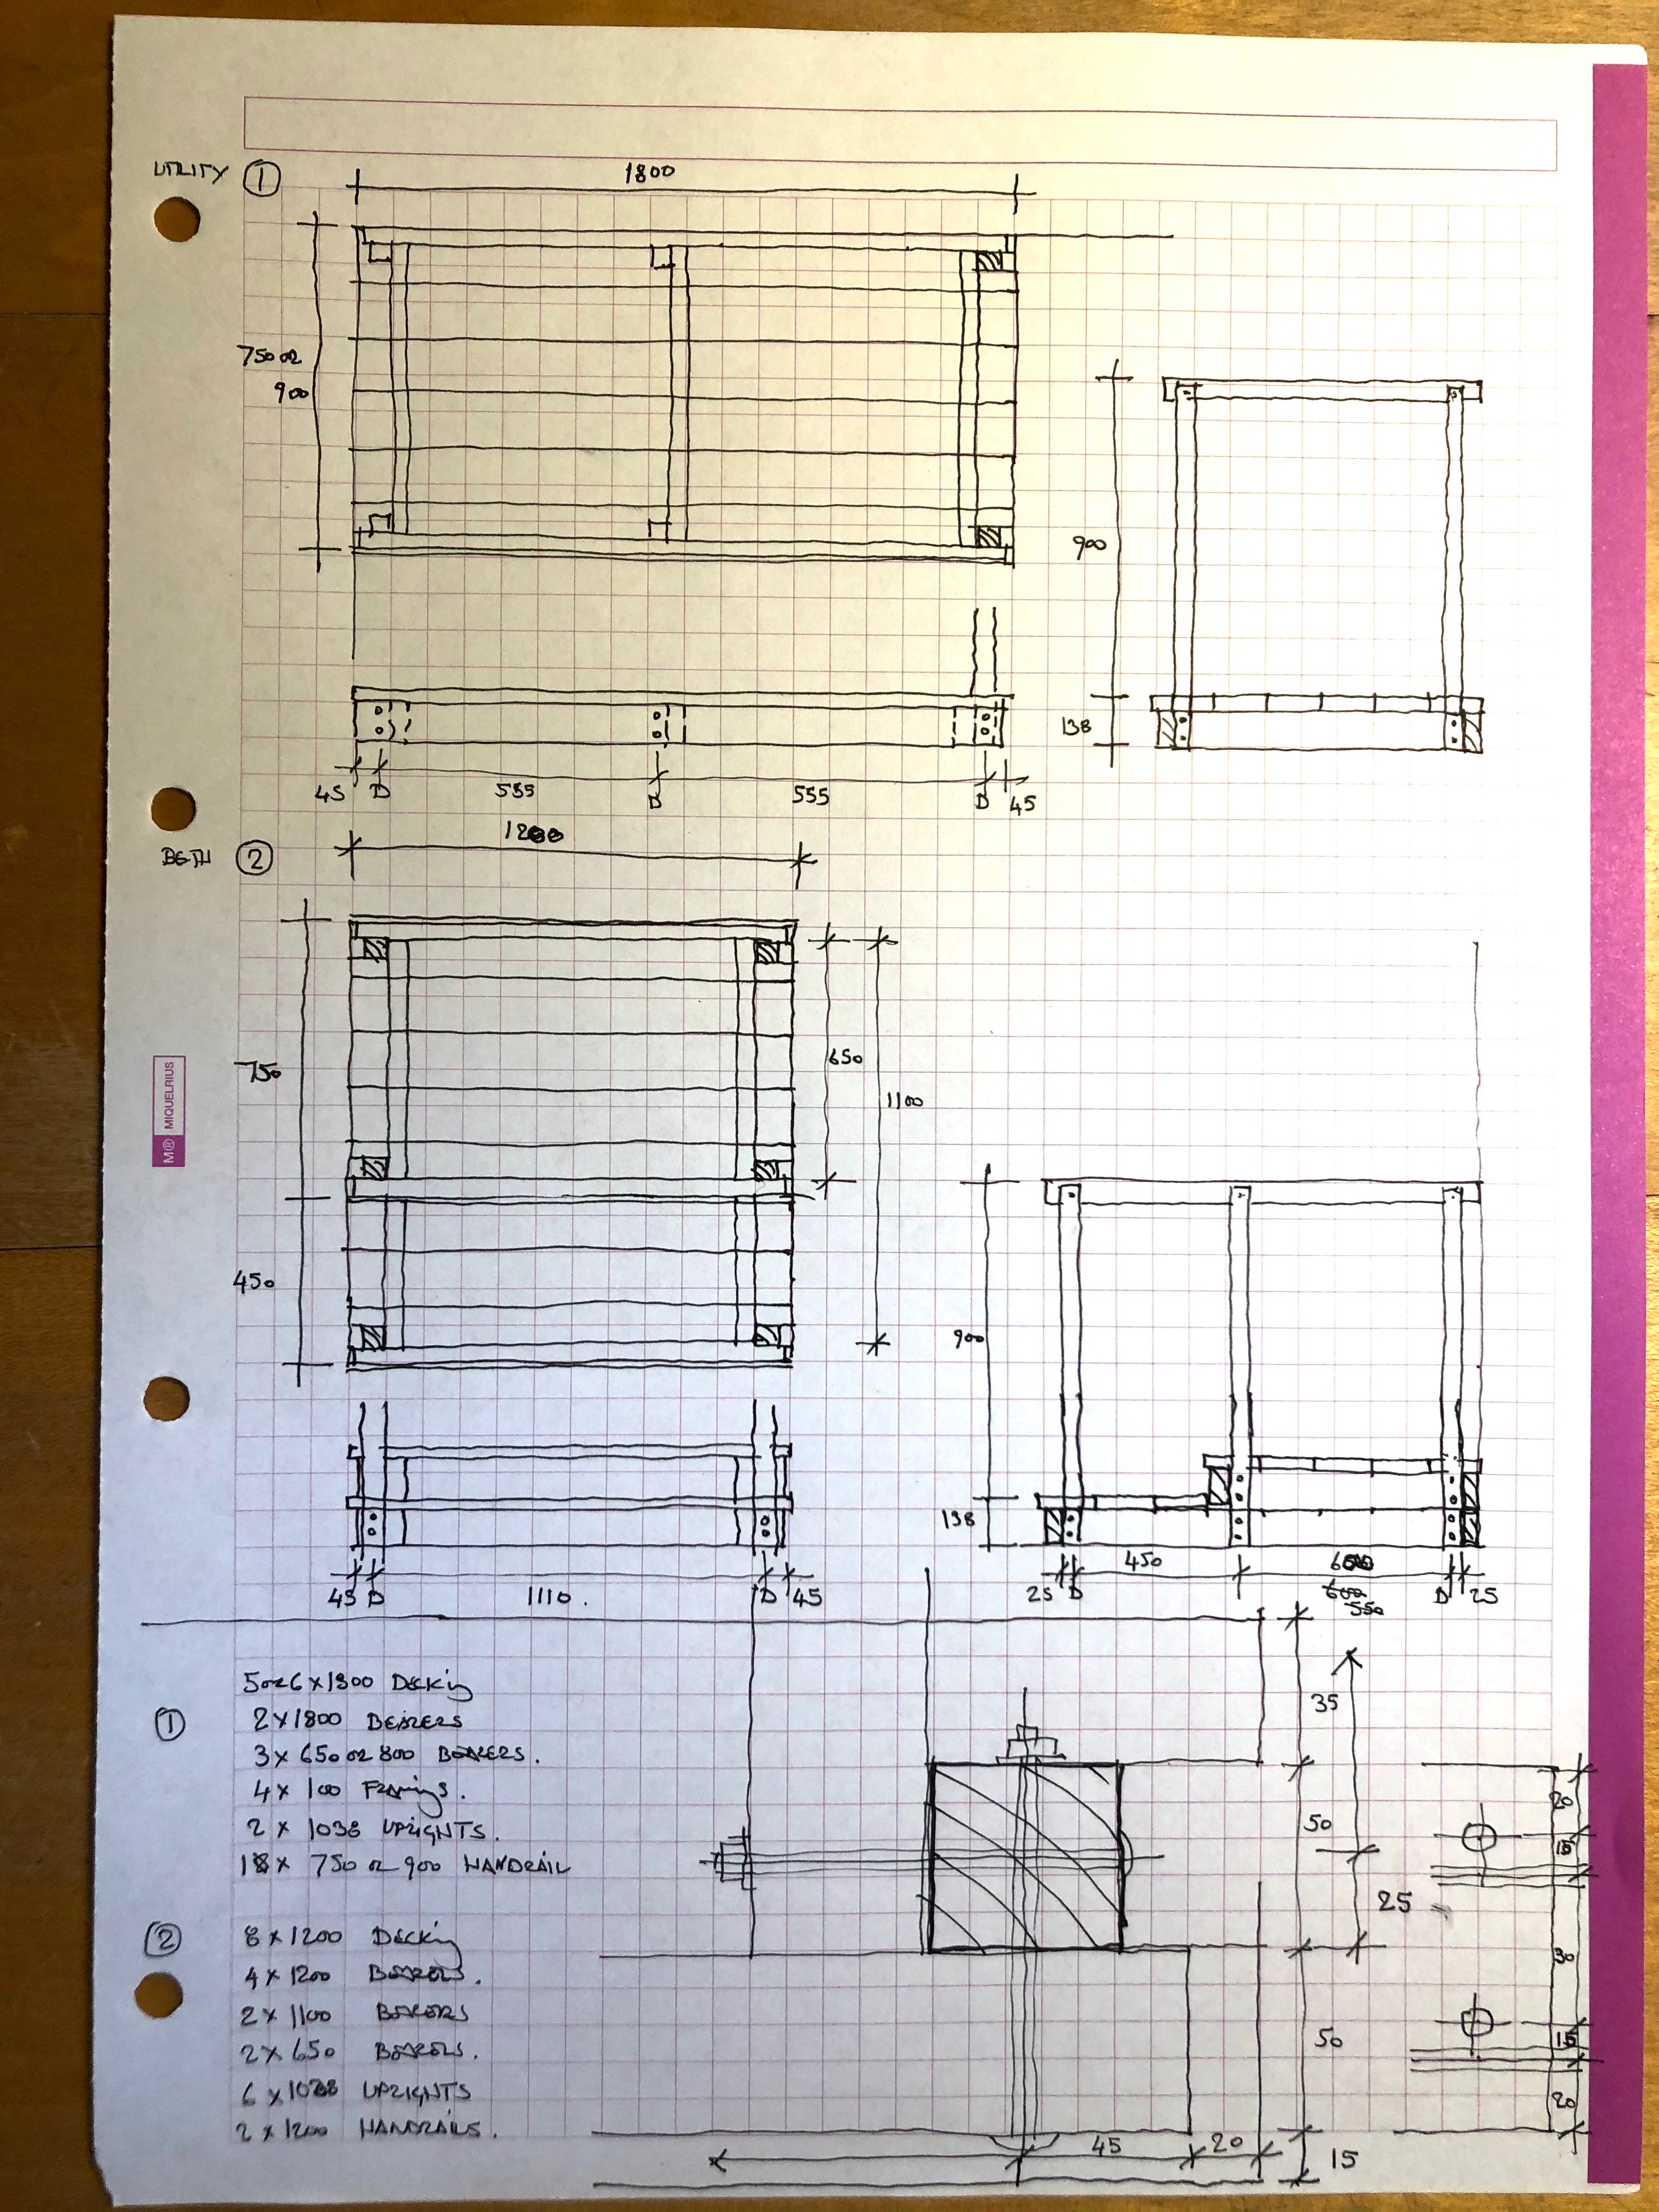 UTILITY ①
1800
750 or
900
900
138
45 D 555 D 555 D 45
②
1200
750
650
1100
450
900
138
45 D 1110. D 45
25 D 450 600 D 25
600
550
M® MIQUELRIUS
①
5 or 6 x 1800 Decking
2 x 1800 BEARERS
3 x 650 or 800 BEARERS.
4 x 100 Framings.
2 x 1038 UPRIGHTS.
1 x 750 or 900 HANDRAIL
②
8 x 1200 Decking
4 x 1200 BEARERS.
2 x 1100 BEARERS
2 x 650 BEARERS.
6 x 1038 UPRIGHTS
2 x 1200 HANDRAILS.
35
50
25
50
45 20
15
20
15
30
15
20